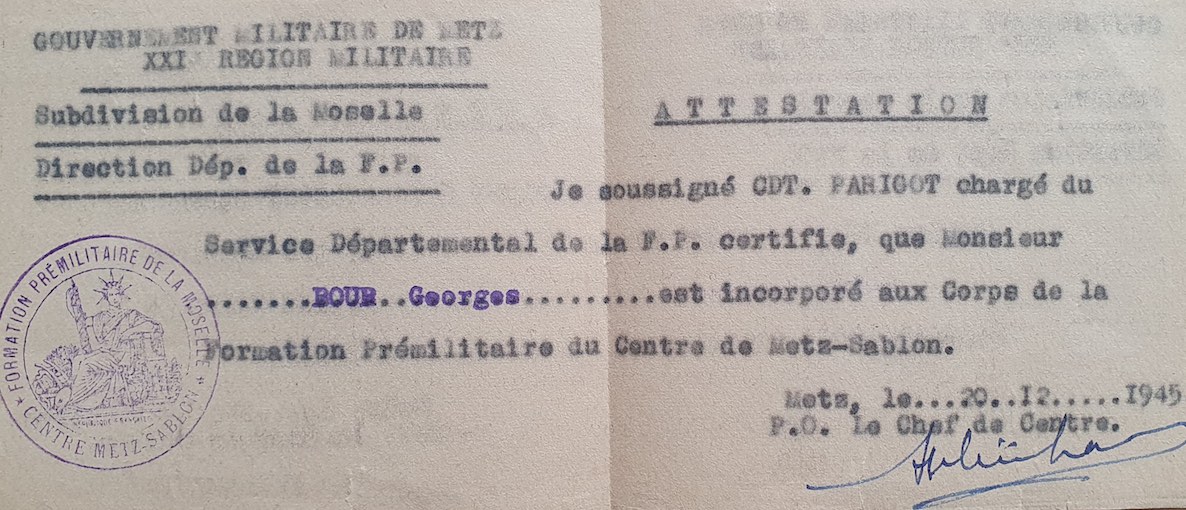 GOUVERNEMENT MILITAIRE DE METZ
XXI REGION MILITAIRE
Subdivision de la Moselle
Direction Dép. de la F.P.
ATTESTATION
Je soussigné CDT. PARIGOT chargé du
Service Départemental de la F.P. certifie, que Monsieur
.......BOUR..Georges.........est incorporé aux Corps de la
Formation Prémilitaire du Centre de Metz-Sablon.
Metz, le...20..12.....1945
P.O. Le Chef de Centre.
FORMATION PRÉMILITAIRE DE LA MOSELLE
RÉPUBLIQUE FRANÇAISE
* CENTRE METZ-SABLON *